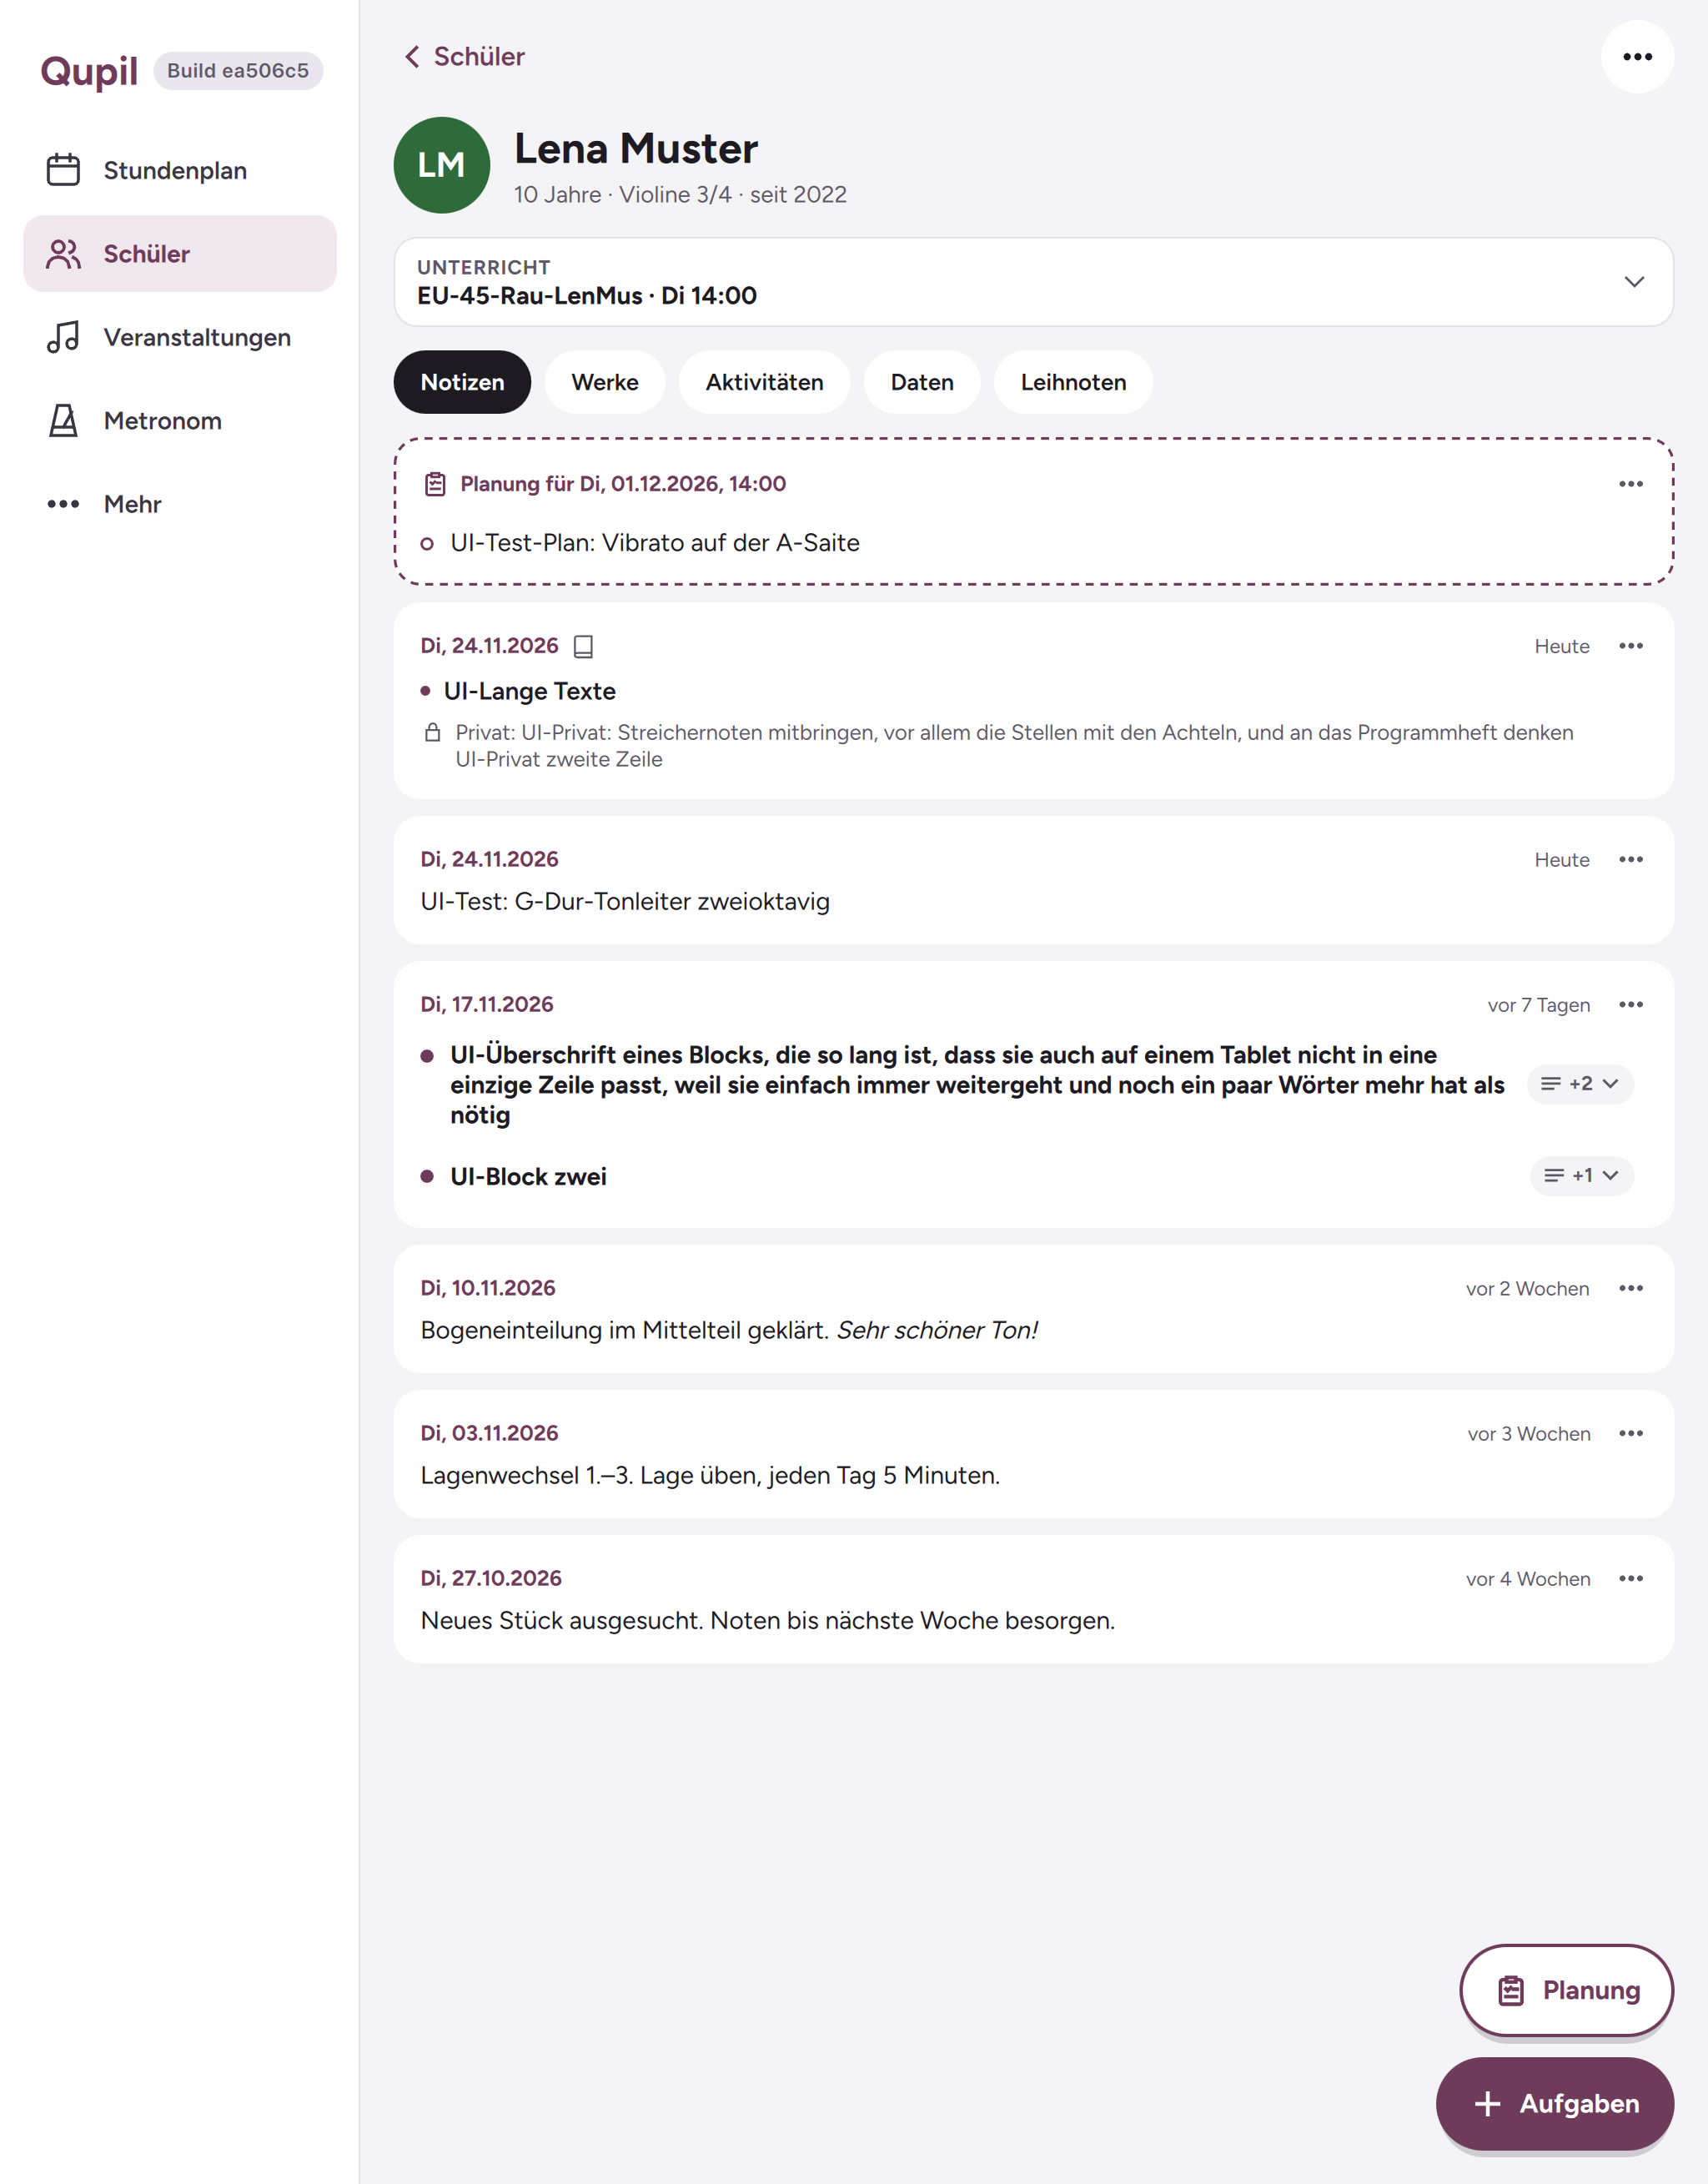 Qupil
Build ea506c5
Stundenplan
Schüler
Veranstaltungen
Metronom
Mehr
Schüler
LM
Lena Muster
10 Jahre · Violine 3/4 · seit 2022
UNTERRICHT
EU-45-Rau-LenMus · Di 14:00
Notizen
Werke
Aktivitäten
Daten
Leihnoten
Planung für Di, 01.12.2026, 14:00
UI-Test-Plan: Vibrato auf der A-Saite
Di, 24.11.2026
Heute
UI-Lange Texte
Privat: UI-Privat: Streichernoten mitbringen, vor allem die Stellen mit den Achteln, und an das Programmheft denken
UI-Privat zweite Zeile
Di, 24.11.2026
Heute
UI-Test: G-Dur-Tonleiter zweioktavig
Di, 17.11.2026
vor 7 Tagen
UI-Überschrift eines Blocks, die so lang ist, dass sie auch auf einem Tablet nicht in eine
einzige Zeile passt, weil sie einfach immer weitergeht und noch ein paar Wörter mehr hat als
nötig
+2
UI-Block zwei
+1
Di, 10.11.2026
vor 2 Wochen
Bogeneinteilung im Mittelteil geklärt. Sehr schöner Ton!
Di, 03.11.2026
vor 3 Wochen
Lagenwechsel 1.–3. Lage üben, jeden Tag 5 Minuten.
Di, 27.10.2026
vor 4 Wochen
Neues Stück ausgesucht. Noten bis nächste Woche besorgen.
Planung
Aufgaben